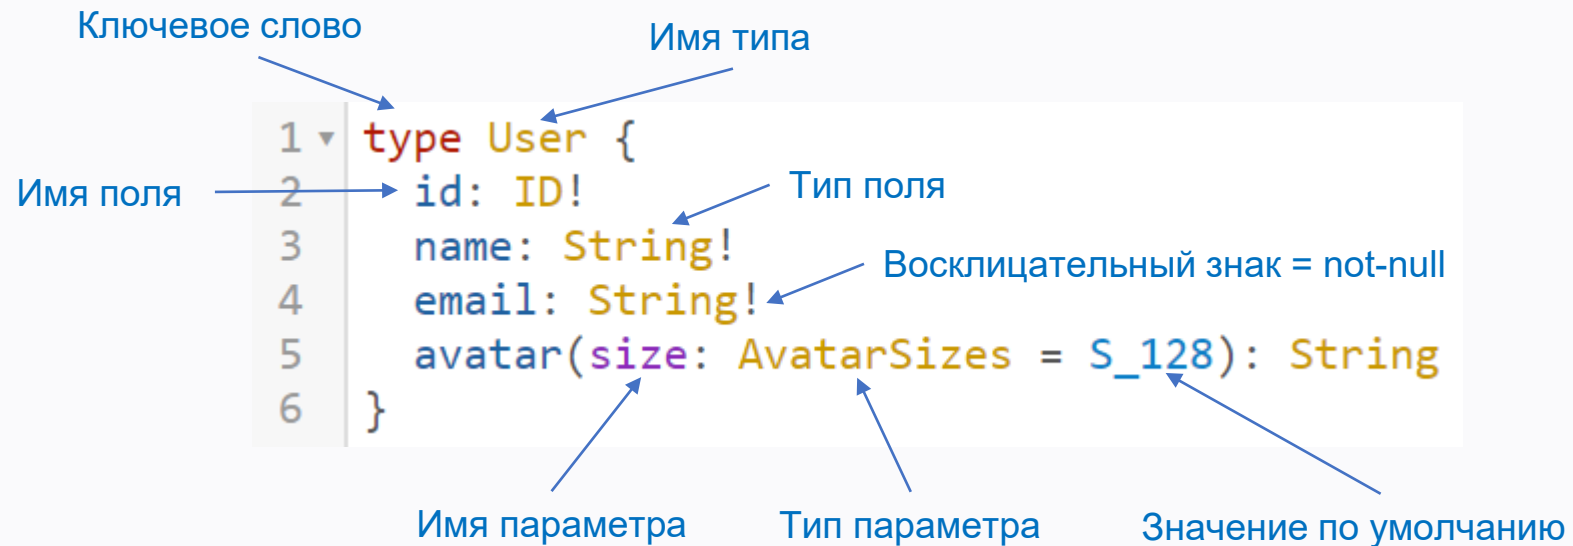 Ключевое слово
Имя типа
1 type User {
Имя поля
2 id: ID!
Тип поля
3 name: String!
Восклицательный знак = not-null
4 email: String!
5 avatar(size: AvatarSizes = S_128): String
6 }
Имя параметра
Тип параметра
Значение по умолчанию